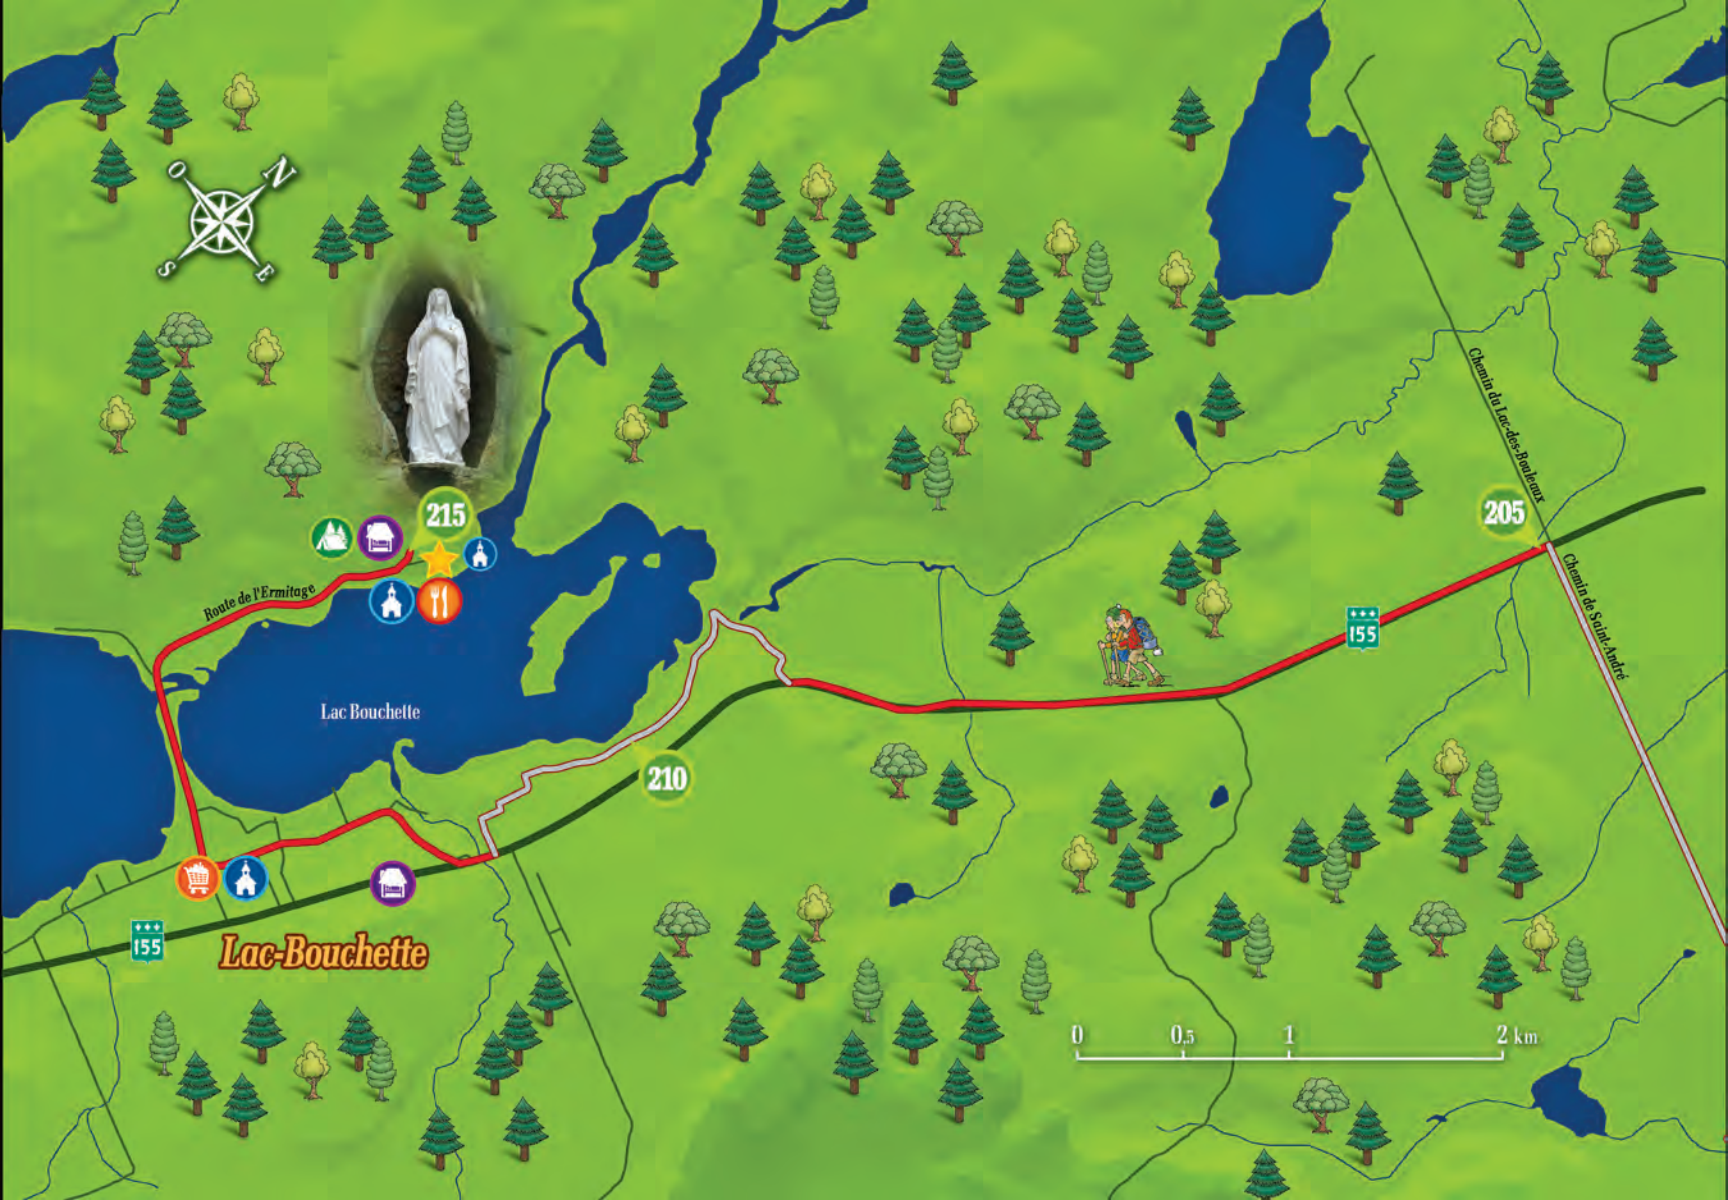 O
N
S
E
Chemin du Lac-des-Bouleaux
205
215
Chemin de Saint-André
Route de l'Ermitage
155
Lac Bouchette
210
155
Lac-Bouchette
0 0,5 1 2 km